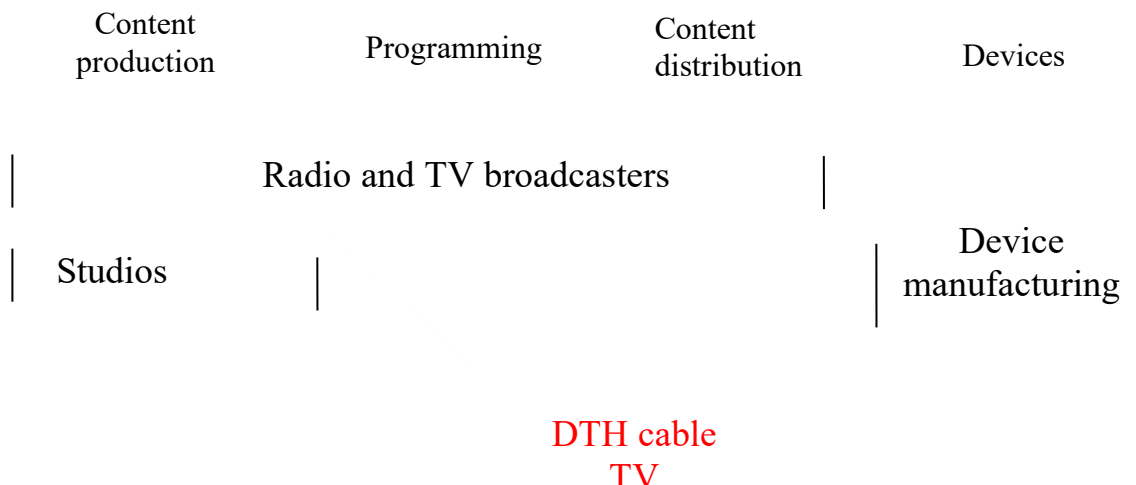 Content
production
Programming
Content
distribution
Devices
Radio and TV broadcasters
Studios
Device
manufacturing
DTH cable
TV